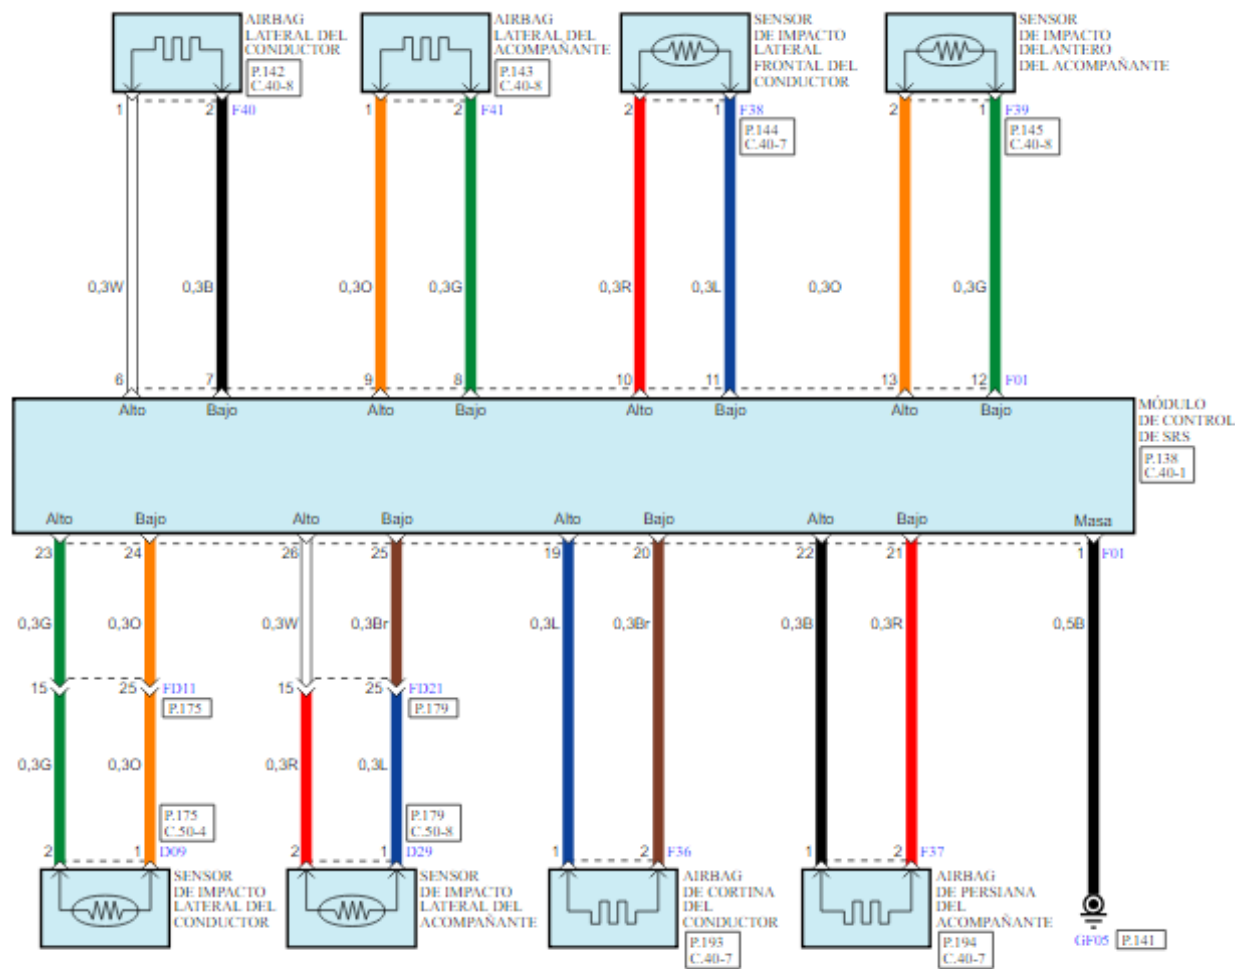 AIRBAG
LATERAL DEL
CONDUCTOR
P.142
C.40-8
AIRBAG
LATERAL DEL
ACOMPAÑANTE
P.143
C.40-8
SENSOR
DE IMPACTO
LATERAL
FRONTAL DEL
CONDUCTOR
SENSOR
DE IMPACTO
DELANTERO
DEL ACOMPAÑANTE
1 2 F40
1 2 F41
2 1 F38
P.144
C.40-7
2 1 F39
P.145
C.40-8
0,3W 0,3B 0,3O 0,3G 0,3R 0,3L 0,3O 0,3G
6 7 9 8 10 11 13 12 F01
Alto Bajo Alto Bajo Alto Bajo Alto Bajo
MÓDULO
DE CONTROL
DE SRS
P.138
C.40-1
Alto Bajo Alto Bajo Alto Bajo Alto Bajo Masa
23 24 26 25 19 20 22 21 1 F01
0,3G 0,3O 0,3W 0,3Br 0,3L 0,3Br 0,3B 0,3R 0,5B
15 25 FD11
P.175
15 25 FD21
P.179
0,3G 0,3O 0,3R 0,3L
P.175
C.50-4
P.179
C.50-8
2 1 D09
2 1 D29
1 2 F36
1 2 F37
SENSOR
DE IMPACTO
LATERAL DEL
CONDUCTOR
SENSOR
DE IMPACTO
LATERAL DEL
ACOMPAÑANTE
AIRBAG
DE CORTINA
DEL
CONDUCTOR
P.193
C.40-7
AIRBAG
DE PERSIANA
DEL
ACOMPAÑANTE
P.194
C.40-7
GF05 P.141